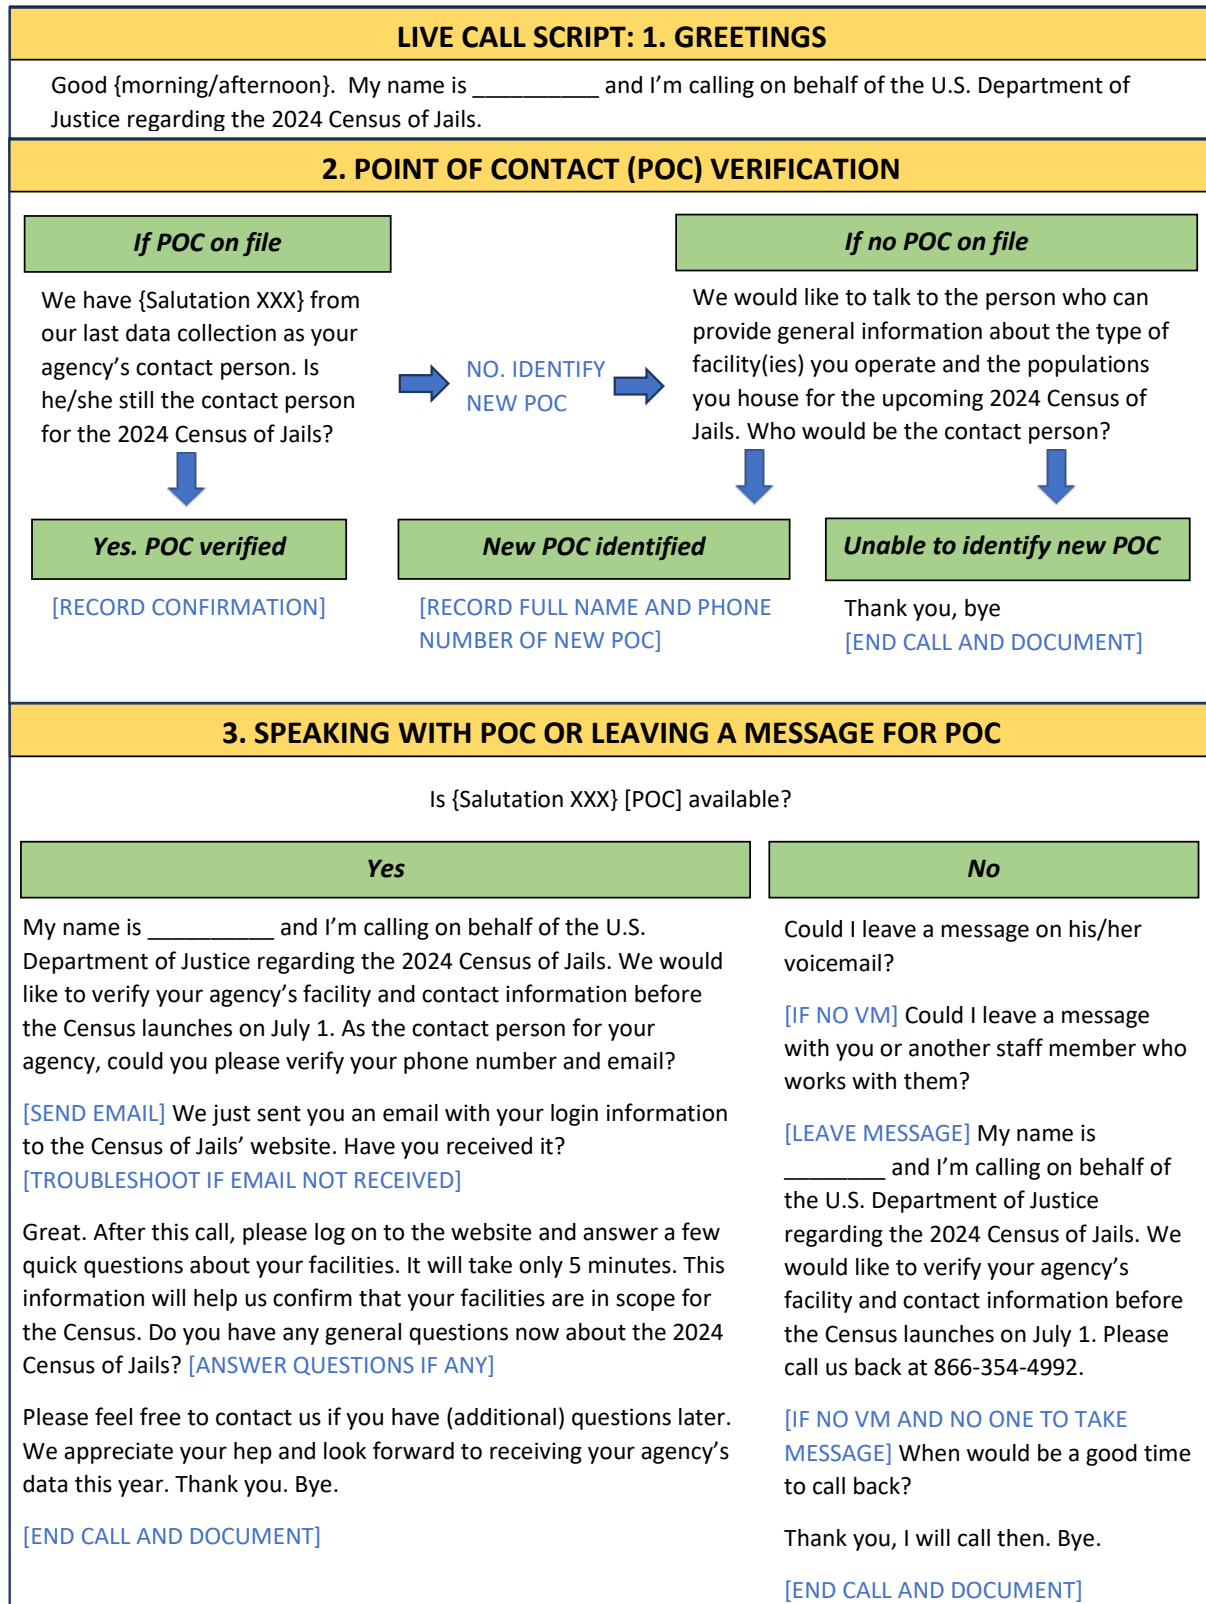 LIVE CALL SCRIPT: 1. GREETINGS
Good {morning/afternoon}.  My name is __________ and I'm calling on behalf of the U.S. Department of
Justice regarding the 2024 Census of Jails.
2. POINT OF CONTACT (POC) VERIFICATION
If POC on file
We have {Salutation XXX} from
our last data collection as your
agency's contact person. Is
he/she still the contact person
for the 2024 Census of Jails?
NO. IDENTIFY
NEW POC
If no POC on file
We would like to talk to the person who can
provide general information about the type of
facility(ies) you operate and the populations
you house for the upcoming 2024 Census of
Jails. Who would be the contact person?
Yes. POC verified
[RECORD CONFIRMATION]
New POC identified
[RECORD FULL NAME AND PHONE
NUMBER OF NEW POC]
Unable to identify new POC
Thank you, bye
[END CALL AND DOCUMENT]
3. SPEAKING WITH POC OR LEAVING A MESSAGE FOR POC
Is {Salutation XXX} [POC] available?
Yes
My name is __________ and I'm calling on behalf of the U.S.
Department of Justice regarding the 2024 Census of Jails. We would
like to verify your agency's facility and contact information before
the Census launches on July 1. As the contact person for your
agency, could you please verify your phone number and email?
[SEND EMAIL] We just sent you an email with your login information
to the Census of Jails' website. Have you received it?
[TROUBLESHOOT IF EMAIL NOT RECEIVED]
Great. After this call, please log on to the website and answer a few
quick questions about your facilities. It will take only 5 minutes. This
information will help us confirm that your facilities are in scope for
the Census. Do you have any general questions now about the 2024
Census of Jails? [ANSWER QUESTIONS IF ANY]
Please feel free to contact us if you have (additional) questions later.
We appreciate your hep and look forward to receiving your agency's
data this year. Thank you. Bye.
[END CALL AND DOCUMENT]
No
Could I leave a message on his/her
voicemail?
[IF NO VM] Could I leave a message
with you or another staff member who
works with them?
[LEAVE MESSAGE] My name is
________ and I'm calling on behalf of
the U.S. Department of Justice
regarding the 2024 Census of Jails. We
would like to verify your agency's
facility and contact information before
the Census launches on July 1. Please
call us back at 866-354-4992.
[IF NO VM AND NO ONE TO TAKE
MESSAGE] When would be a good time
to call back?
Thank you, I will call then. Bye.
[END CALL AND DOCUMENT]